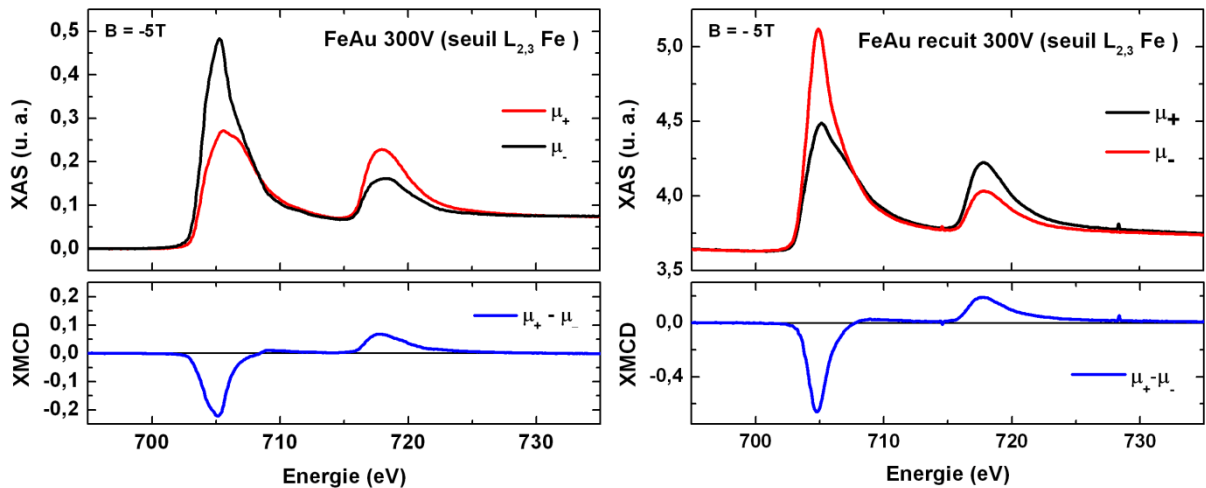 B = -5T
FeAu 300V (seuil L2,3 Fe )
μ+
μ-
XAS (u. a.)
0,5
0,4
0,3
0,2
0,1
0,0
XMCD
0,2
0,1
0,0
-0,1
-0,2
μ+ - μ-
700
710
720
730
Energie (eV)
B = - 5T
FeAu recuit 300V (seuil L2,3 Fe )
μ+
μ-
XAS (u. a.)
5,0
4,5
4,0
3,5
XMCD
0,0
-0,4
μ+-μ-
700
710
720
730
Energie (eV)